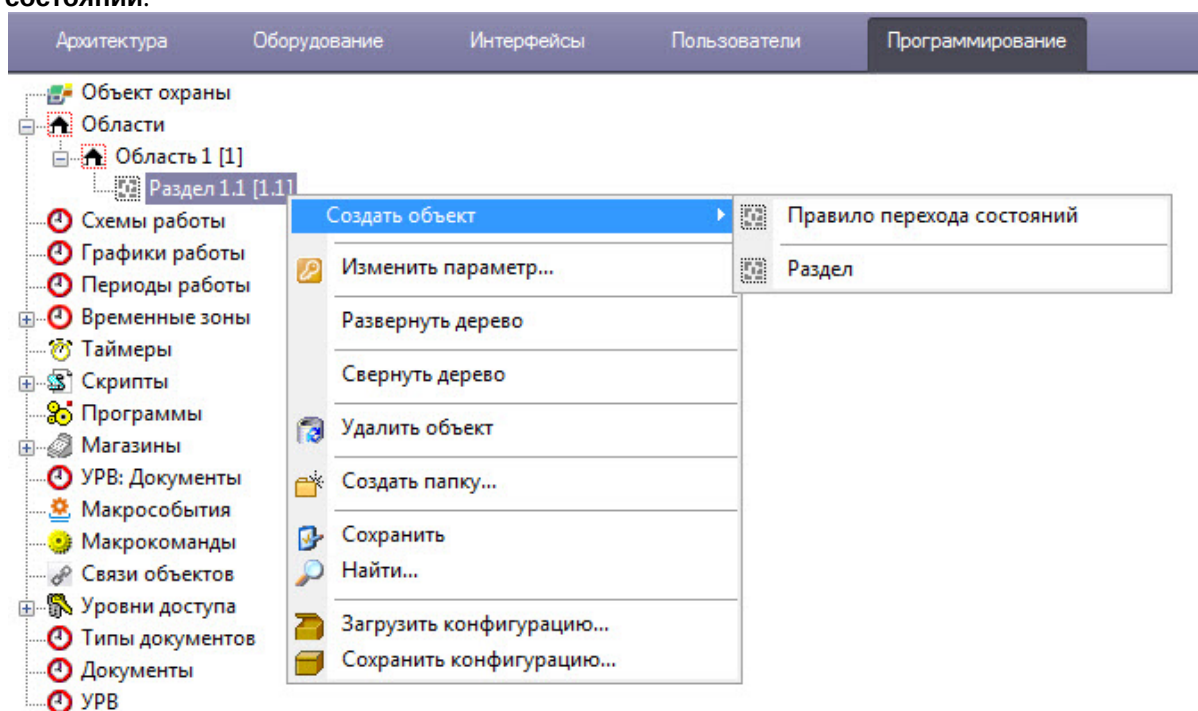 состояний.
Архитектура Оборудование Интерфейсы Пользователи Программирование
Объект охраны
Области
Область 1 [1]
Раздел 1.1 [1.1]
Схемы работы
Графики работы
Периоды работы
Временные зоны
Таймеры
Скрипты
Программы
Магазины
УРВ: Документы
Макрособытия
Макрокоманды
Связи объектов
Уровни доступа
Типы документов
Документы
УРВ
Создать объект
Изменить параметр...
Развернуть дерево
Свернуть дерево
Удалить объект
Создать папку...
Сохранить
Найти...
Загрузить конфигурацию...
Сохранить конфигурацию...
Правило перехода состояний
Раздел